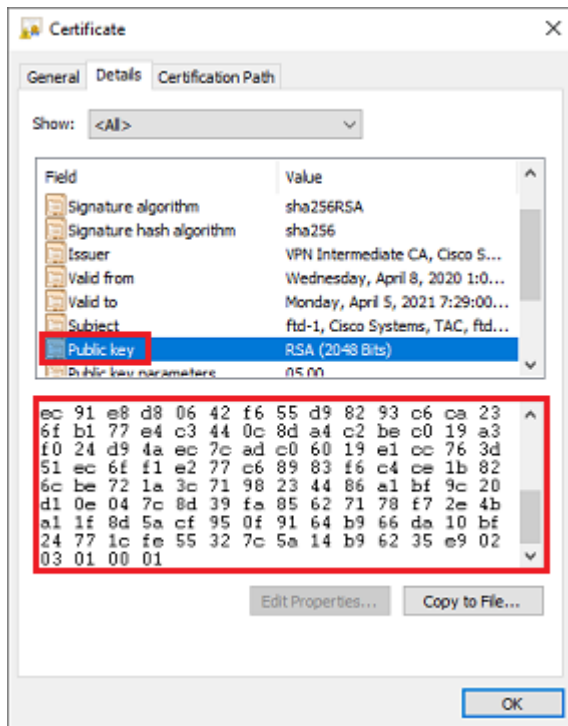 Certificate
General Details Certification Path
Show: <All>
Field Value
Signature algorithm sha256RSA
Signature hash algorithm sha256
Issuer VPN Intermediate CA, Cisco S...
Valid from Wednesday, April 8, 2020 1:0...
Valid to Monday, April 5, 2021 7:29:00...
Subject ftd-1, Cisco Systems, TAC, ftd...
Public key RSA (2048 Bits)
Public key parameters 05 00
ec 91 e8 d8 06 42 f6 55 d9 82 93 c6 ca 23
6f b1 77 e4 c3 44 0c 8d a4 c2 be c0 19 a3
f0 24 d9 4a ec 7c ad c0 60 19 e1 cc 76 3d
51 ec 6f f1 e2 77 c6 89 83 f6 c4 ce 1b 82
6c be 72 1a 3c 71 98 23 44 86 a1 bf 9c 20
d1 0e 04 7c 8d 39 fa 85 62 71 78 f7 2e 4b
a1 1f 8d 5a cf 95 0f 91 64 b9 66 da 10 bf
24 77 1c fe 55 32 7c 5a 14 b9 62 35 e9 02
03 01 00 01
Edit Properties... Copy to File...
OK